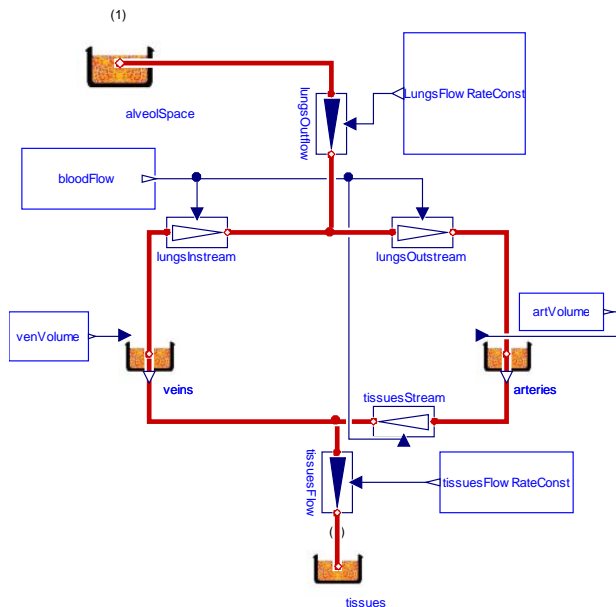 (1)
alveolSpace
lungsOutflow
LungsFlow RateConst
bloodFlow
lungsInstream
lungsOutstream
venVolume
artVolume
veins
arteries
tissuesStream
tissuesFlow
tissuesFlow RateConst
tissues